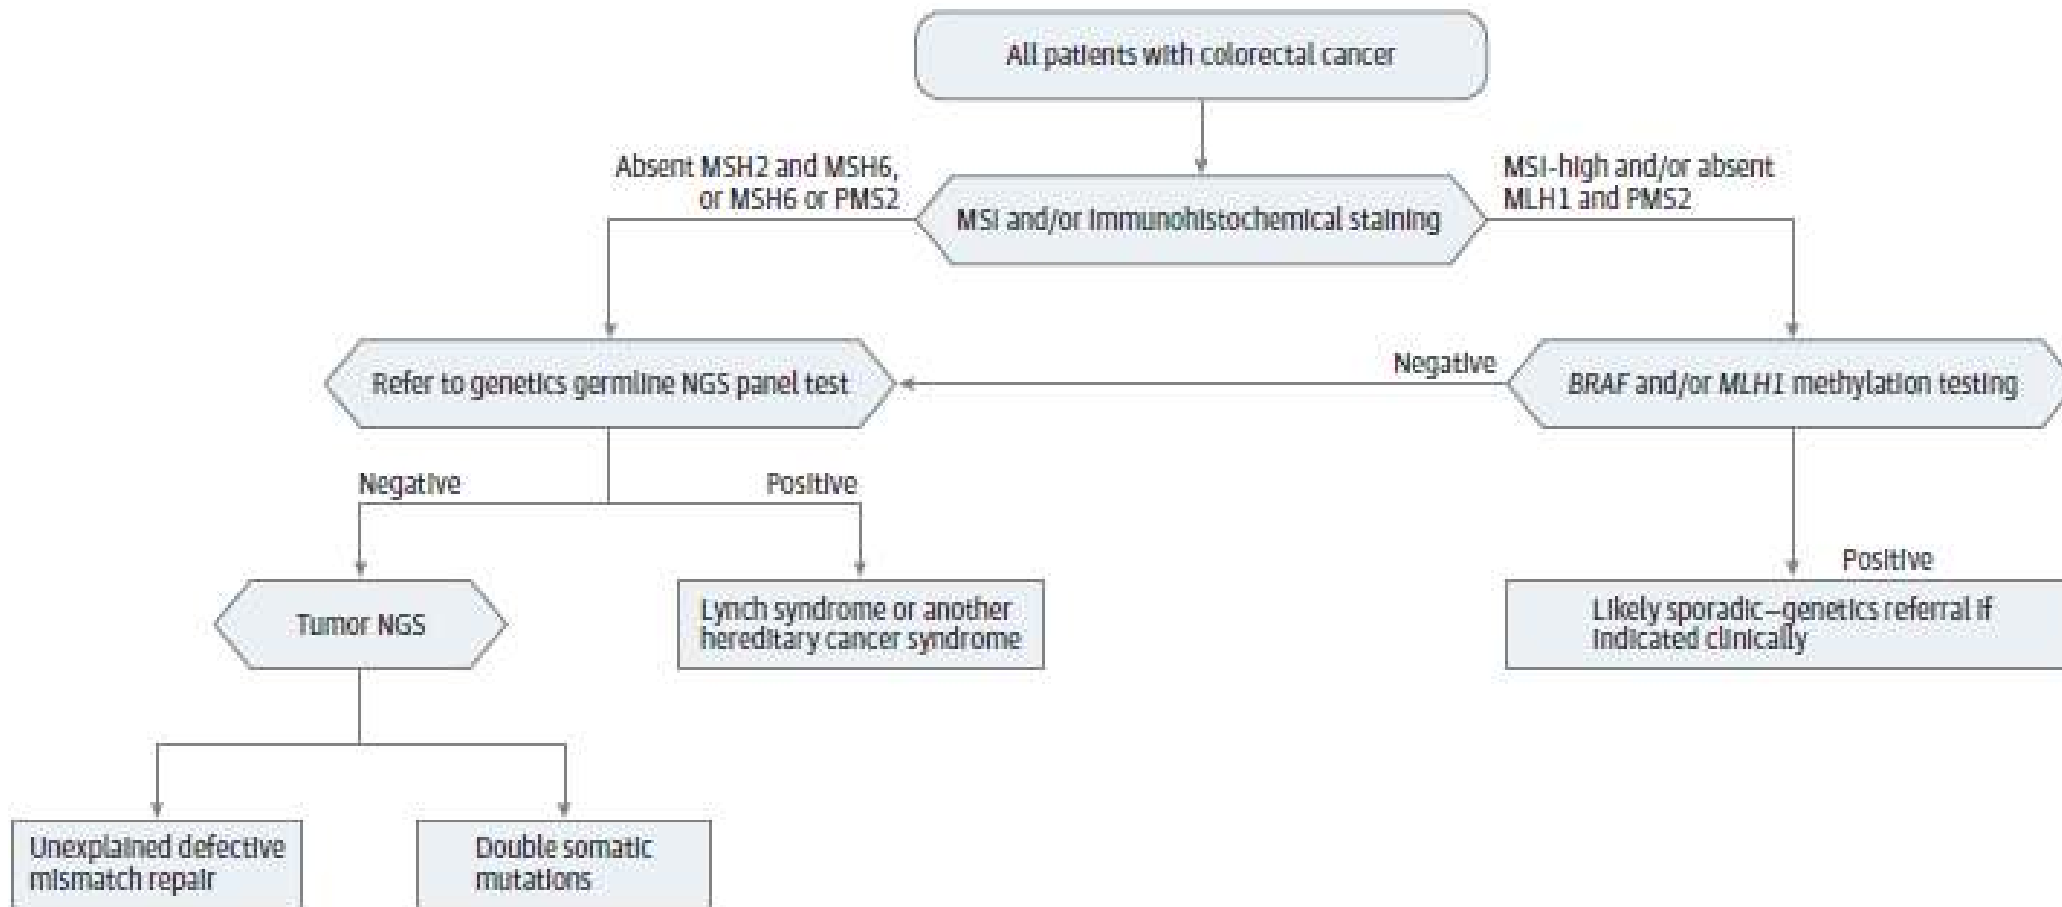 All patients with colorectal cancer
Absent MSH2 and MSH6,
or MSH6 or PMS2
MSI and/or immunohistochemical staining
MSI-high and/or absent
MLH1 and PMS2
Refer to genetics germline NGS panel test
Negative
BRAF and/or MLH1 methylation testing
Negative
Positive
Positive
Tumor NGS
Lynch syndrome or another
hereditary cancer syndrome
Likely sporadic—genetics referral if
indicated clinically
Unexplained defective
mismatch repair
Double somatic
mutations